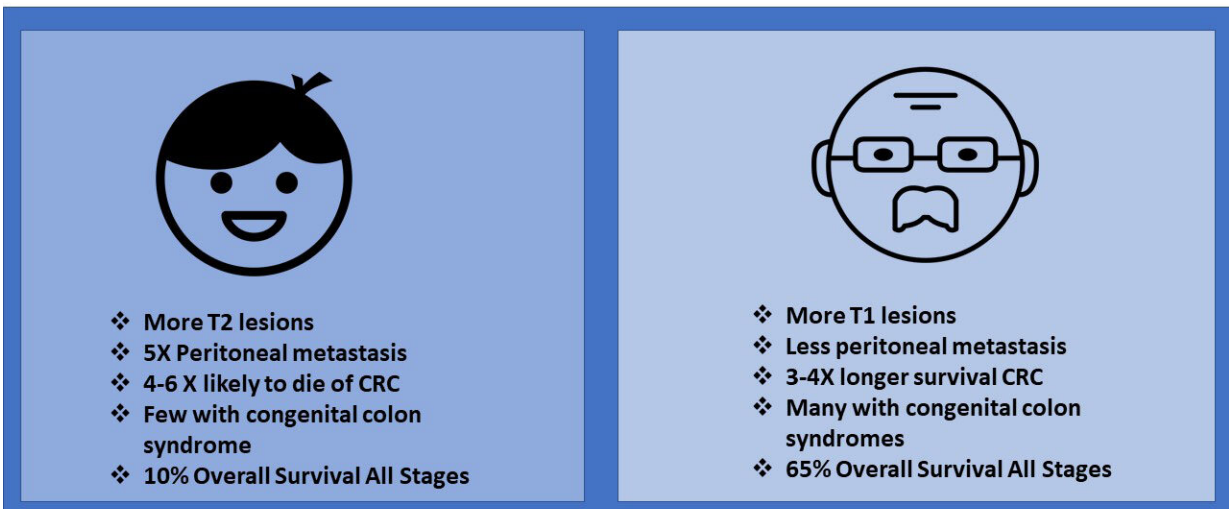 ❖ More T2 lesions
❖ 5X Peritoneal metastasis
❖ 4-6 X likely to die of CRC
❖ Few with congenital colon
syndrome
❖ 10% Overall Survival All Stages
❖ More T1 lesions
❖ Less peritoneal metastasis
❖ 3-4X longer survival CRC
❖ Many with congenital colon
syndromes
❖ 65% Overall Survival All Stages